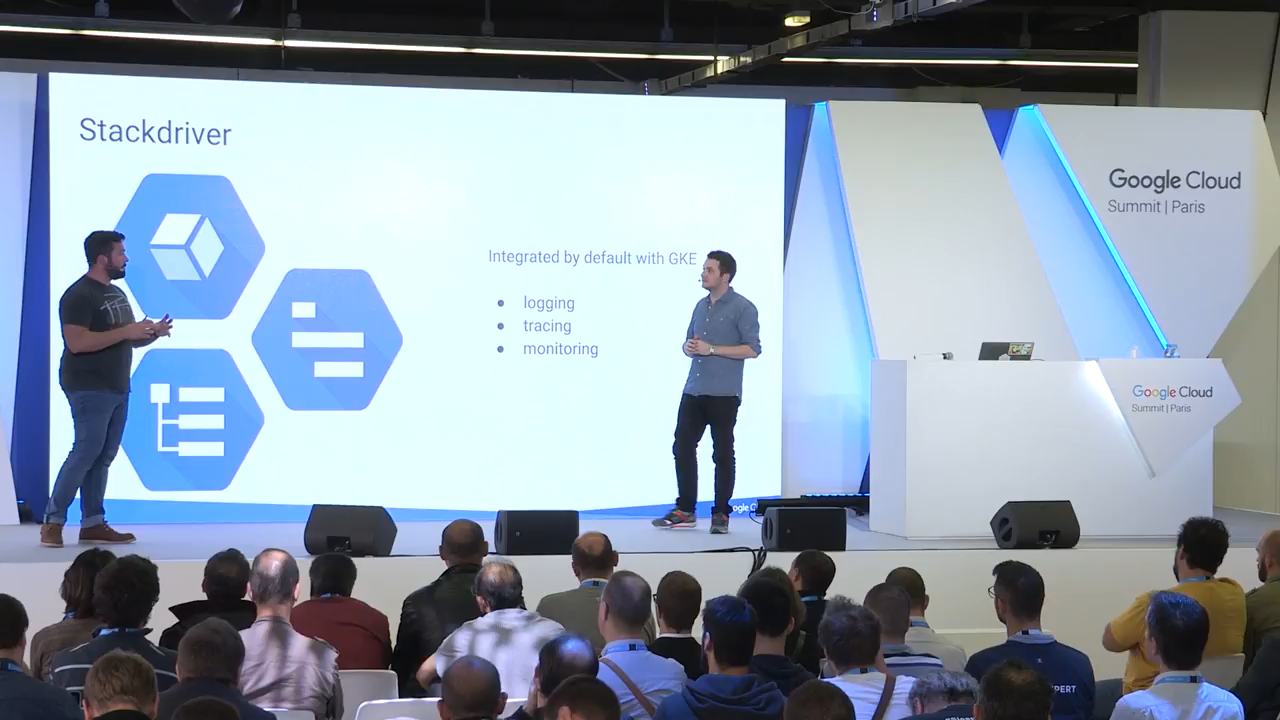 Stackdriver
Integrated by default with GKE
logging
tracing
monitoring
Google Cloud
Summit | Paris
Google Cloud
Summit | Paris